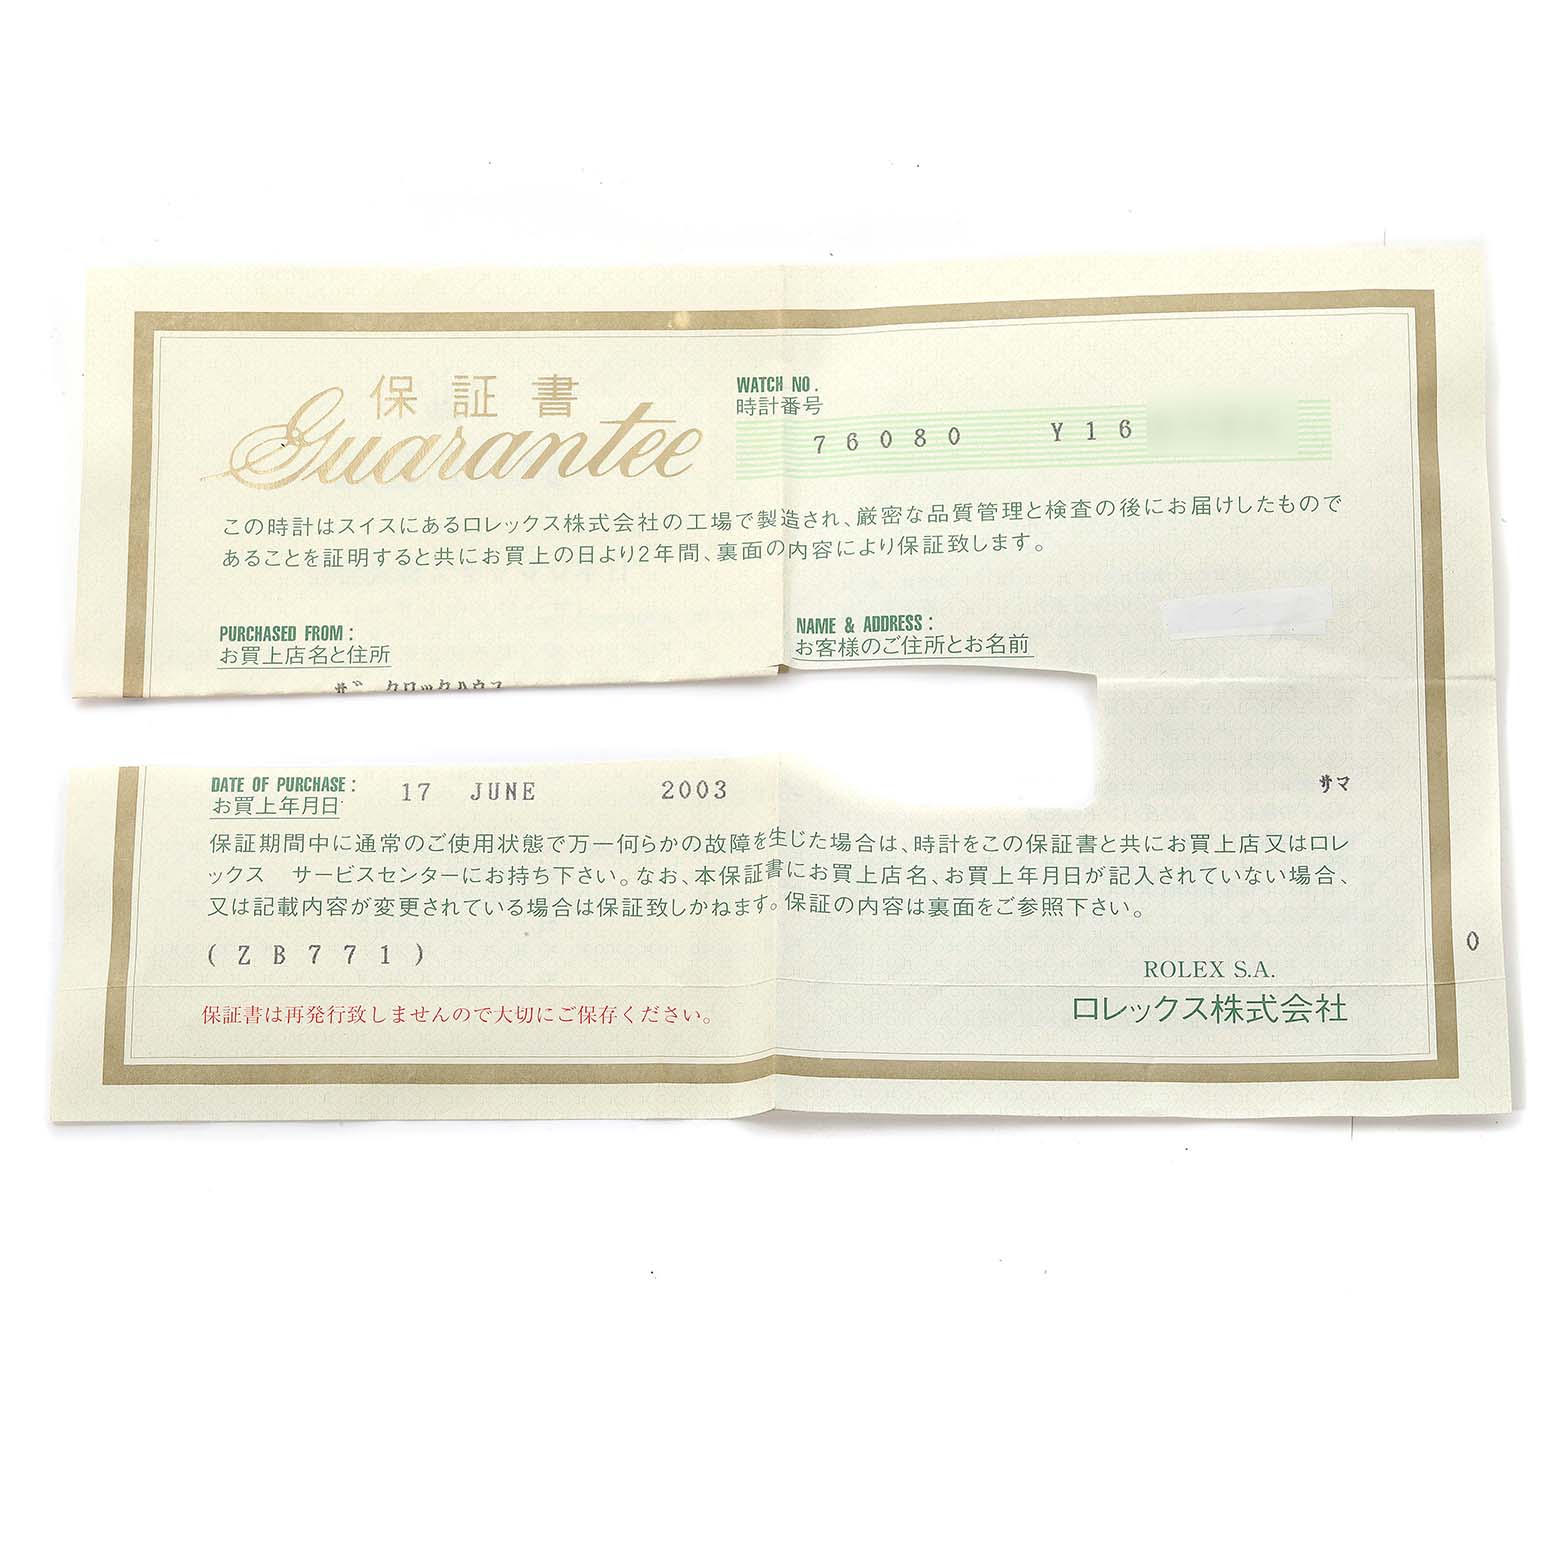 保証書
Guarantee
WATCH NO.
時計番号
76080 Y16
この時計はスイスにあるロレックス株式会社の工場で製造され、厳密な品質管理と検査の後にお届けしたもので
あることを証明すると共にお買上の日より2年間、裏面の内容により保証致します。
PURCHASED FROM:
お買上店名と住所
ザ クロックハウス
NAME & ADDRESS:
お客様のご住所とお名前
サマ
DATE OF PURCHASE:
お買上年月日
17 JUNE 2003
保証期間中に通常のご使用状態で万一何らかの故障を生じた場合は、時計をこの保証書と共にお買上店又はロレ
ックス サービスセンターにお持ち下さい。なお、本保証書にお買上店名、お買上年月日が記入されていない場合、
又は記載内容が変更されている場合は保証致しかねます。保証の内容は裏面をご参照下さい。
(ZB771)
0
ROLEX S.A.
ロレックス株式会社
保証書は再発行致しませんので大切にご保存ください。